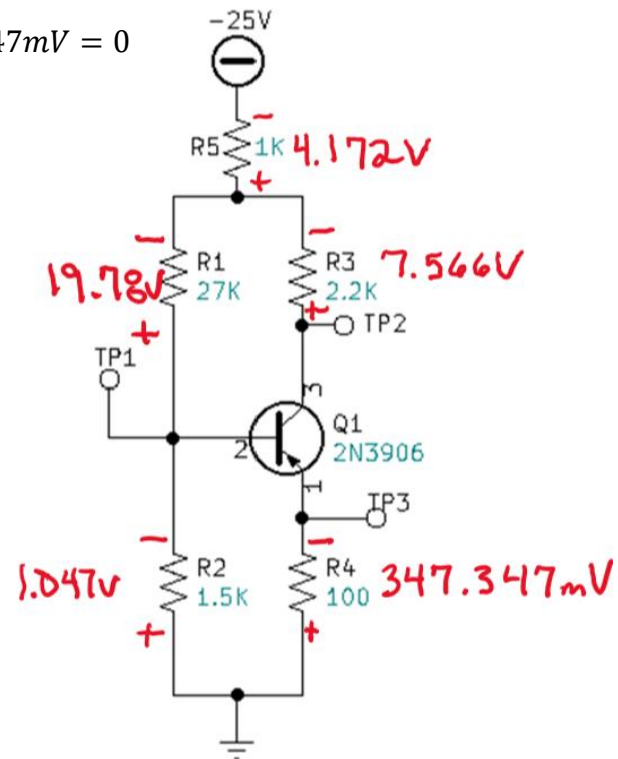 -25V
47mV = 0
R5 1K 4.172V
-
+
- -
R1 R3 7.566V
19.78V 27K 2.2K
+
+ TP2
TP1
3
Q1
2 2N3906
1
TP3
- -
R2 R4
1.047V 1.5K 100 347.347mV
+ +